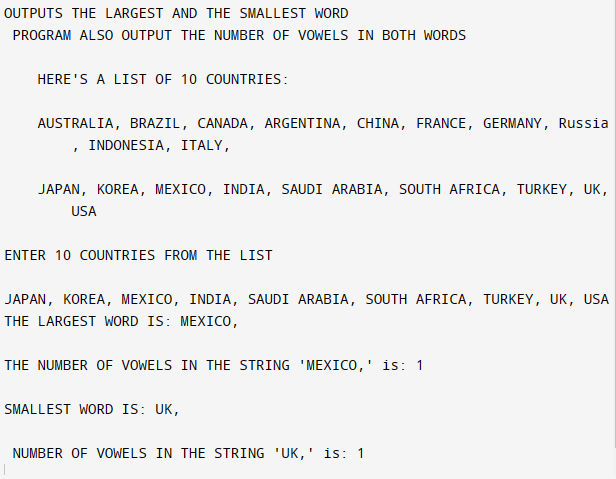 OUTPUTS THE LARGEST AND THE SMALLEST WORD
PROGRAM ALSO OUTPUT THE NUMBER OF VOWELS IN BOTH WORDS
HERE'S A LIST OF 10 COUNTRIES:
AUSTRALIA, BRAZIL, CANADA, ARGENTINA, CHINA, FRANCE, GERMANY, Russia
, INDONESIA, ITALY,
JAPAN, KOREA, MEXICO, INDIA, SAUDI ARABIA, SOUTH AFRICA, TURKEY, UK,
USA
ENTER 10 COUNTRIES FROM THE LIST
JAPAN, KOREA, MEXICO, INDIA, SAUDI ARABIA, SOUTH AFRICA, TURKEY, UK, USA
THE LARGEST WORD IS: MEXICO,
THE NUMBER OF VOWELS IN THE STRING 'MEXICO,' is: 1
SMALLEST WORD IS: UK,
NUMBER OF VOWELS IN THE STRING 'UK,' is: 1